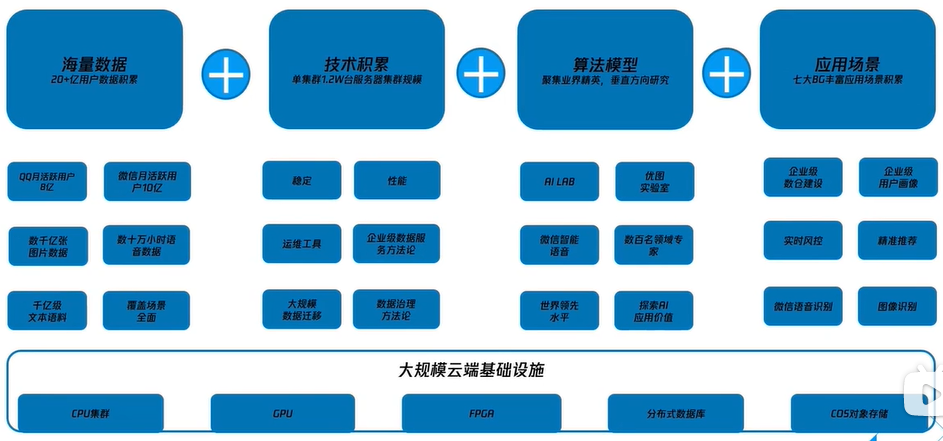 海量数据
20+亿用户数据积累
技术积累
单集群1.2W台服务器集群规模
算法模型
聚集业界精英，垂直方向研究
应用场景
七大BG丰富应用场景积累
QQ月活跃用户
8亿
微信月活跃用
户10亿
稳定
性能
AI LAB
优图
实验室
企业级
数仓建设
企业级
用户画像
数千亿张
图片数据
数十万小时语
音数据
运维工具
企业级数据服
务方法论
微信智能
语音
数百名领域专
家
实时风控
精准推荐
千亿级
文本语料
覆盖场景
全面
大规模
数据迁移
数据治理
方法论
世界领先
水平
探索AI
应用价值
微信语音识别
图像识别
大规模云端基础设施
CPU集群
GPU
FPGA
分布式数据库
COS对象存储